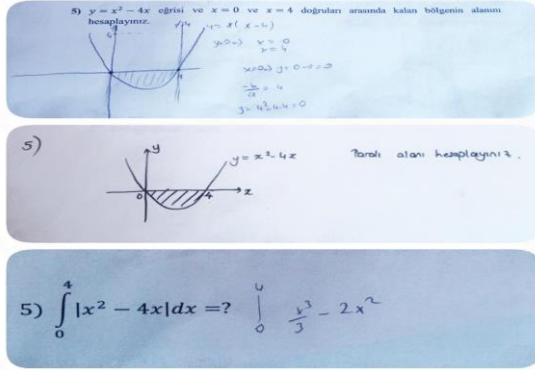 5) y = x² − 4x eğrisi ve x = 0 ve x = 4 doğruları arasında kalan bölgenin alanını
hesaplayınız.
y = x(x-4)
x = 0
x = 4
y = 4² - 4.4 = 0
5)
y
y = x² - 4x
Taralı alanı hesaplayınız.
0
4
x
4
5) ∫|x² − 4x|dx =?
0
4
0
x³/3 - 2x²